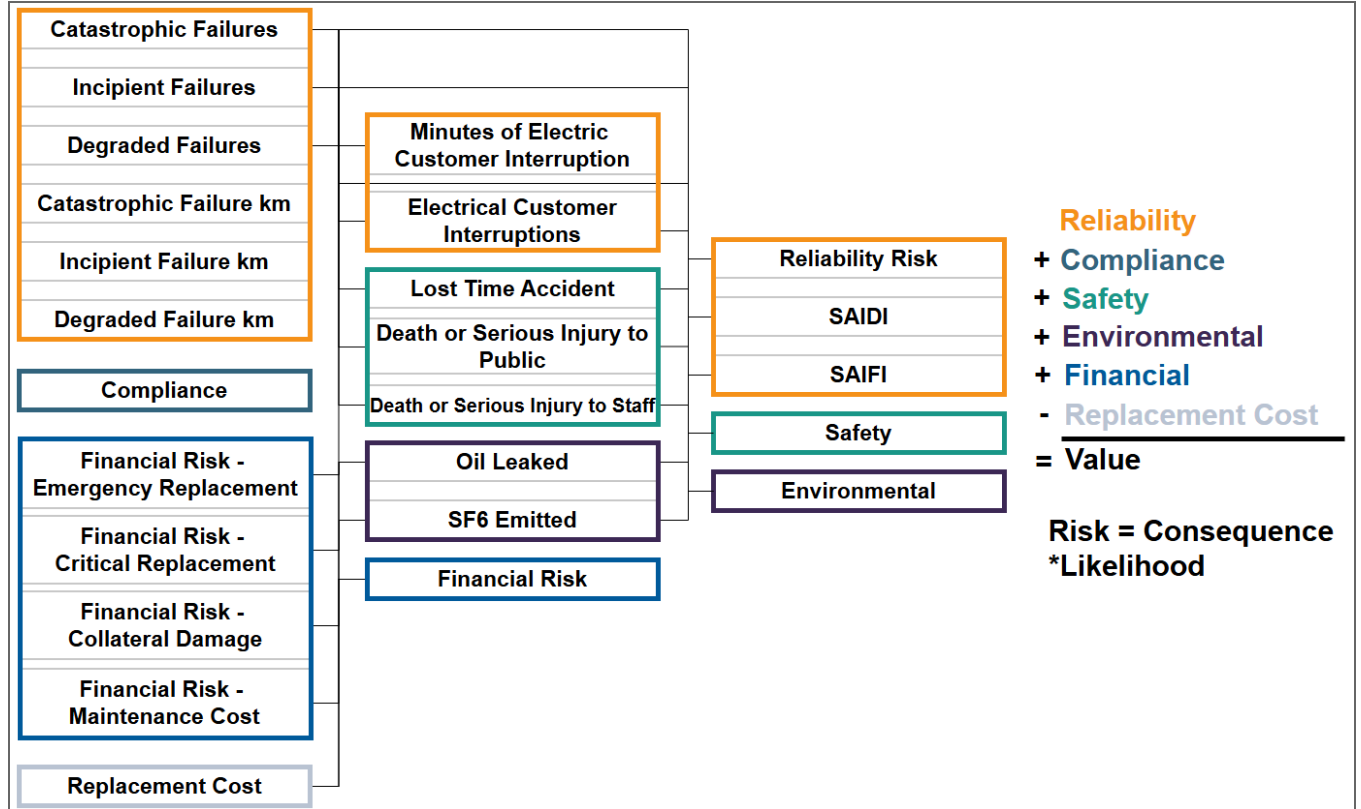 Catastrophic Failures
Incipient Failures
Degraded Failures
Catastrophic Failure km
Incipient Failure km
Degraded Failure km
Compliance
Financial Risk -
Emergency Replacement
Financial Risk -
Critical Replacement
Financial Risk -
Collateral Damage
Financial Risk -
Maintenance Cost
Replacement Cost
Minutes of Electric
Customer Interruption
Electrical Customer
Interruptions
Lost Time Accident
Death or Serious Injury to
Public
Death or Serious Injury to Staff
Oil Leaked
SF6 Emitted
Financial Risk
Reliability Risk
SAIDI
SAIFI
Safety
Environmental
Reliability
+ Compliance
+ Safety
+ Environmental
+ Financial
- Replacement Cost
= Value
Risk = Consequence
*Likelihood